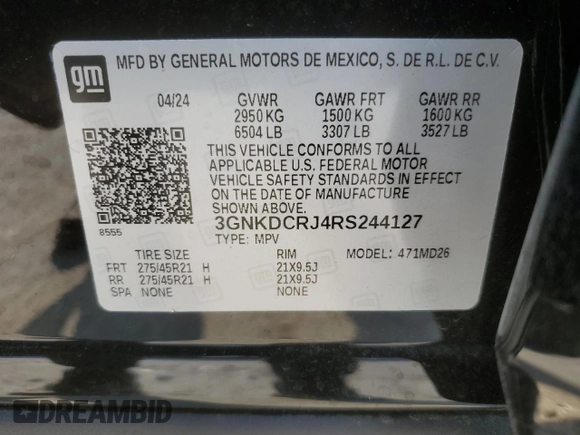 gm
MFD BY GENERAL MOTORS DE MEXICO, S. DE R.L. DE C.V.
04/24 GVWR GAWR FRT GAWR RR
2950 KG 1500 KG 1600 KG
6504 LB 3307 LB 3527 LB
THIS VEHICLE CONFORMS TO ALL
APPLICABLE U.S. FEDERAL MOTOR
VEHICLE SAFETY STANDARDS IN EFFECT
ON THE DATE OF MANUFACTURE
SHOWN ABOVE.
3GNKDCRJ4RS244127
8555
TYPE: MPV
TIRE SIZE RIM MODEL: 471MD26
FRT 275/45R21 H 21X9.5J
RR 275/45R21 H 21X9.5J
SPA NONE NONE
DREAMBID